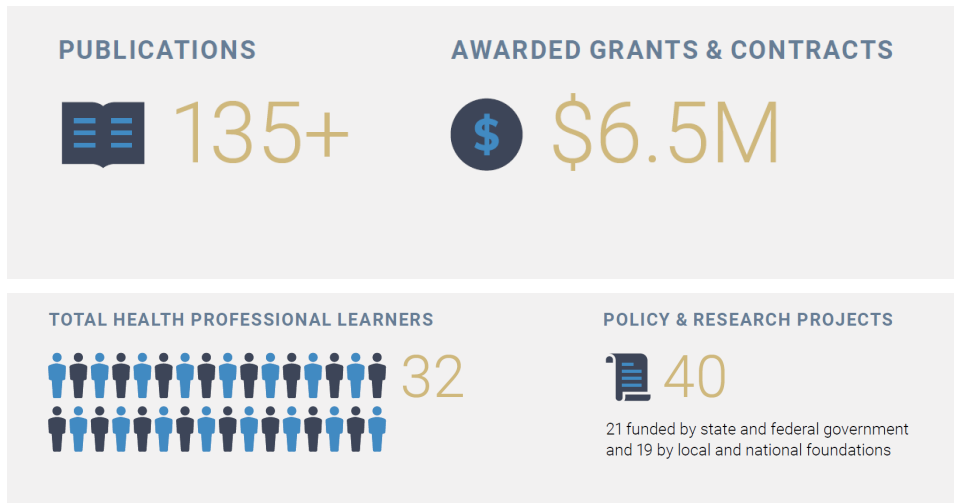 PUBLICATIONS
135+
AWARDED GRANTS & CONTRACTS
$
$6.5M
TOTAL HEALTH PROFESSIONAL LEARNERS
32
POLICY & RESEARCH PROJECTS
40
21 funded by state and federal government
and 19 by local and national foundations